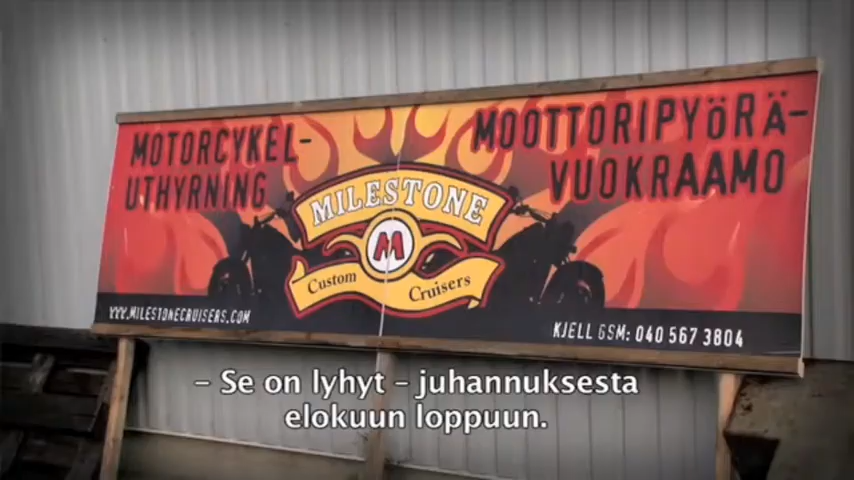 MOTORCYKEL-
UTHYRNING
MOOTTORIPYÖRÄ-
VUOKRAAMO
MILESTONE
M
Custom Cruisers
WWW.MILESTONECRUISERS.COM
KJELL GSM: 040 567 3804
– Se on lyhyt – juhannuksesta
elokuun loppuun.